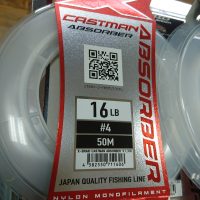 CASTMAN
ABSORBER
16LB
#4
50M
JAPAN QUALITY FISHING LINE
NYLON MONOFILAMENT
ABSORBER